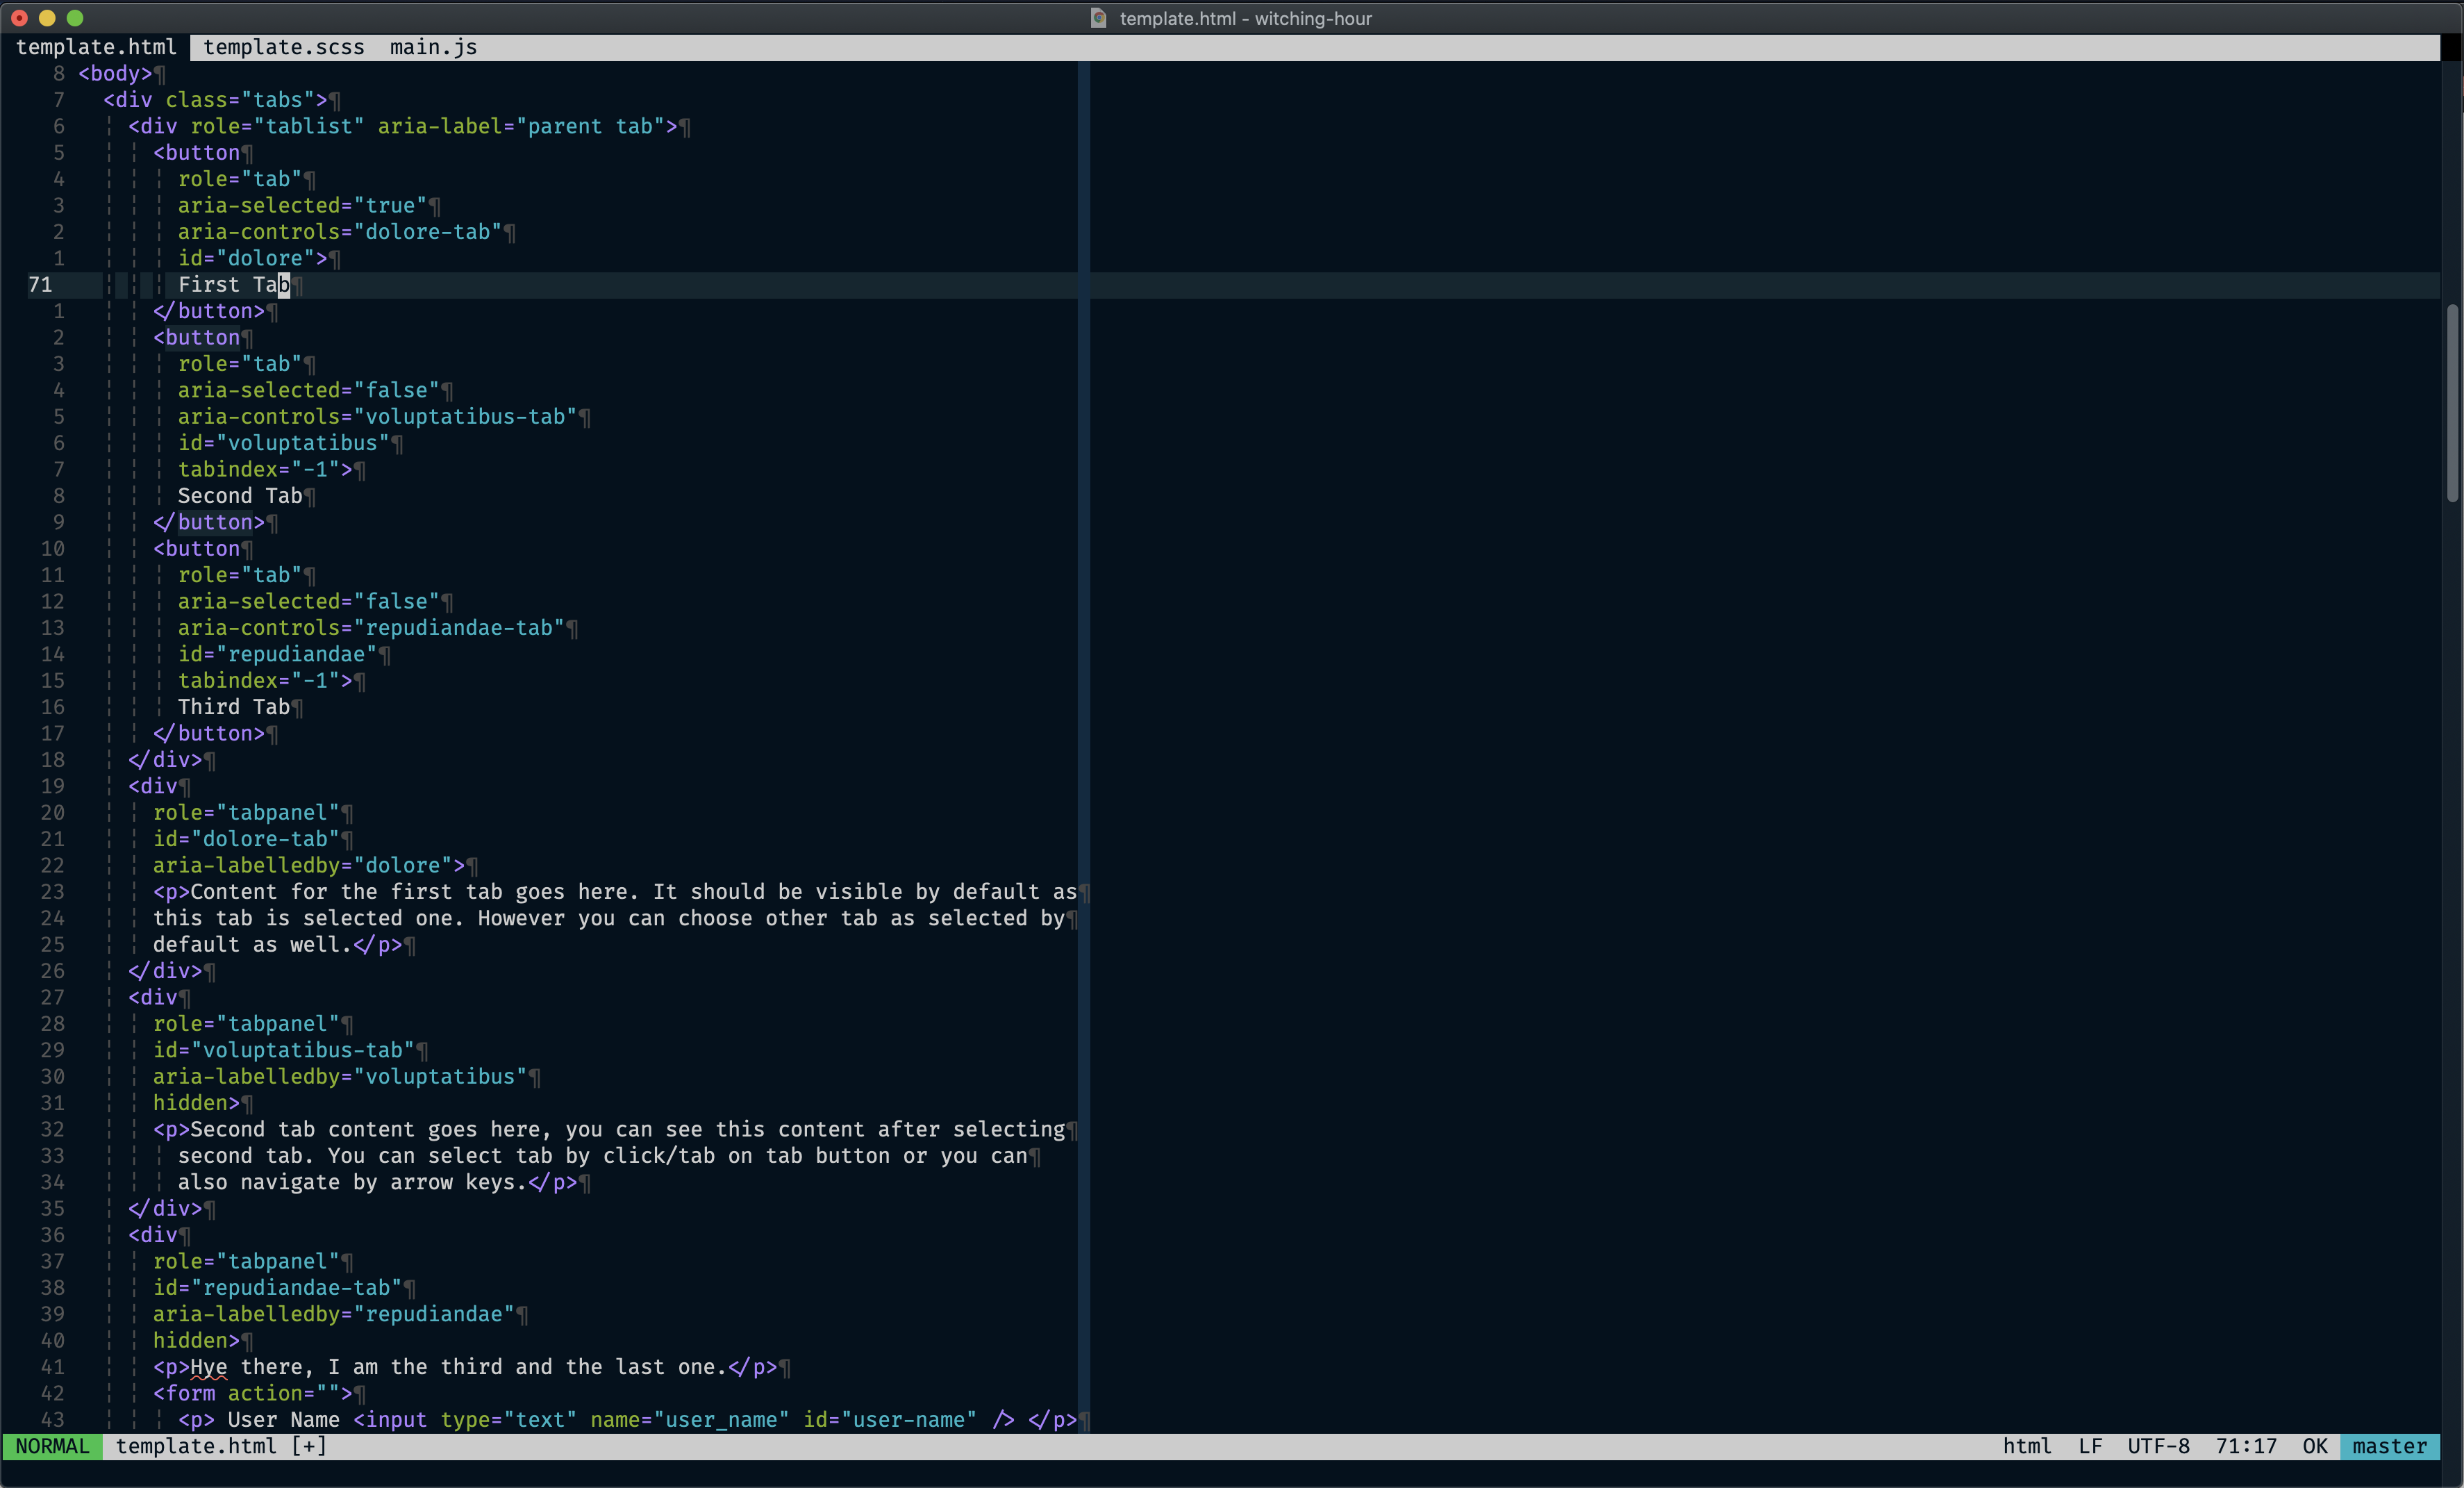 template.html - witching-hour
template.html template.scss main.js
8 <body>¶
7 <div class="tabs">¶
6 <div role="tablist" aria-label="parent tab">¶
5 <button¶
4 role="tab"¶
3 aria-selected="true"¶
2 aria-controls="dolore-tab"¶
1 id="dolore">¶
71 First Tab¶
1 </button>¶
2 <button¶
3 role="tab"¶
4 aria-selected="false"¶
5 aria-controls="voluptatibus-tab"¶
6 id="voluptatibus"¶
7 tabindex="-1">¶
8 Second Tab¶
9 </button>¶
10 <button¶
11 role="tab"¶
12 aria-selected="false"¶
13 aria-controls="repudiandae-tab"¶
14 id="repudiandae"¶
15 tabindex="-1">¶
16 Third Tab¶
17 </button>¶
18 </div>¶
19 <div¶
20 role="tabpanel"¶
21 id="dolore-tab"¶
22 aria-labelledby="dolore">¶
23 <p>Content for the first tab goes here. It should be visible by default as¶
24 this tab is selected one. However you can choose other tab as selected by¶
25 default as well.</p>¶
26 </div>¶
27 <div¶
28 role="tabpanel"¶
29 id="voluptatibus-tab"¶
30 aria-labelledby="voluptatibus"¶
31 hidden>¶
32 <p>Second tab content goes here, you can see this content after selecting¶
33 second tab. You can select tab by click/tab on tab button or you can¶
34 also navigate by arrow keys.</p>¶
35 </div>¶
36 <div¶
37 role="tabpanel"¶
38 id="repudiandae-tab"¶
39 aria-labelledby="repudiandae"¶
40 hidden>¶
41 <p>Hye there, I am the third and the last one.</p>¶
42 <form action="">¶
43 <p> User Name <input type="text" name="user_name" id="user-name" /> </p>¶
NORMAL template.html [+] html LF UTF-8 71:17 OK master